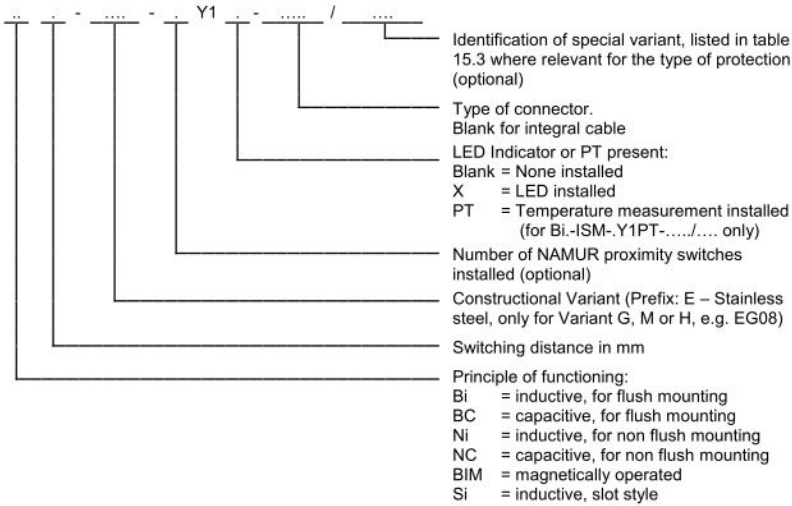 .. . - .... - . Y1 . - ..... / ....
Identification of special variant, listed in table
15.3 where relevant for the type of protection
(optional)
Type of connector.
Blank for integral cable
LED Indicator or PT present:
Blank = None installed
X = LED installed
PT = Temperature measurement installed
(for Bi.-ISM-.Y1PT-...../.... only)
Number of NAMUR proximity switches
installed (optional)
Constructional Variant (Prefix: E – Stainless
steel, only for Variant G, M or H, e.g. EG08)
Switching distance in mm
Principle of functioning:
Bi = inductive, for flush mounting
BC = capacitive, for flush mounting
Ni = inductive, for non flush mounting
NC = capacitive, for non flush mounting
BIM = magnetically operated
Si = inductive, slot style